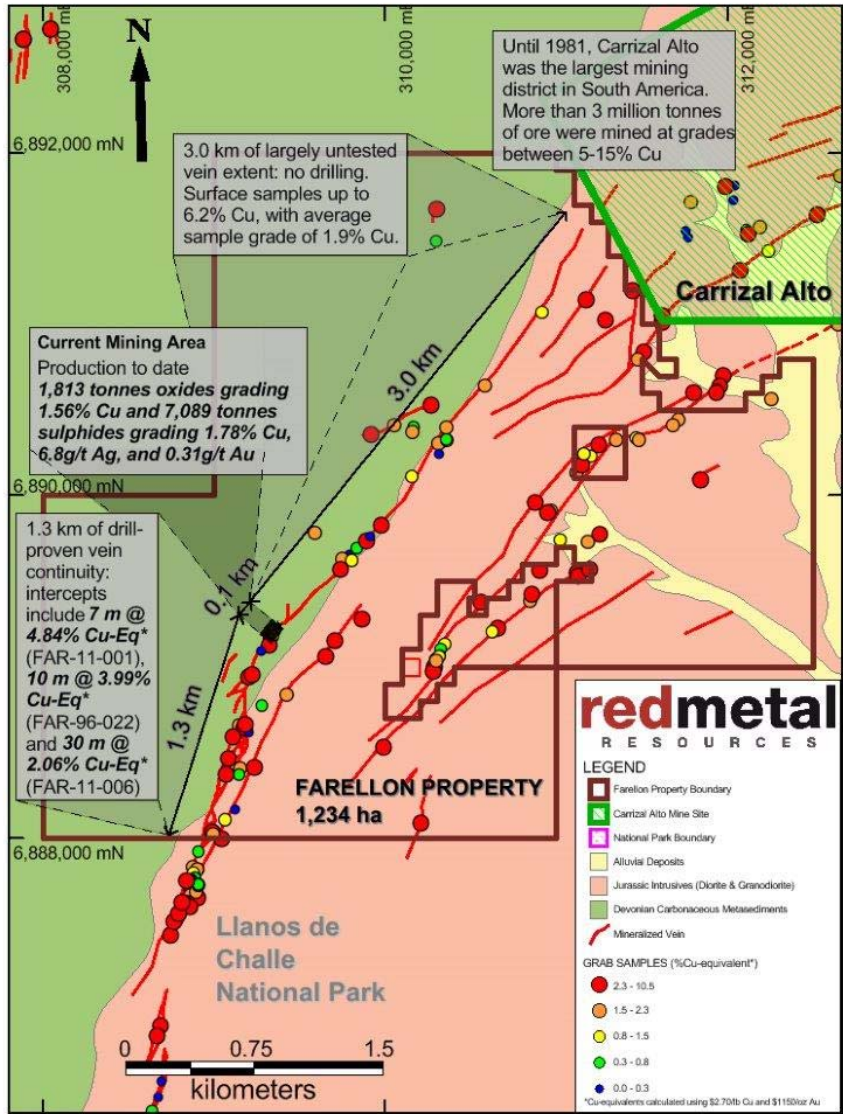 308,000 mE
310,000 mE
312,000 mE
N
6,892,000 mN
Until 1981, Carrizal Alto
was the largest mining
district in South America.
More than 3 million tonnes
of ore were mined at grades
between 5-15% Cu
3.0 km of largely untested
vein extent: no drilling.
Surface samples up to
6.2% Cu, with average
sample grade of 1.9% Cu.
Carrizal Alto
Current Mining Area
Production to date
1,813 tonnes oxides grading
1.56% Cu and 7,089 tonnes
sulphides grading 1.78% Cu,
6.8g/t Ag, and 0.31g/t Au
3.0 km
6,890,000 mN
1.3 km of drill-
proven vein
continuity:
intercepts
include 7 m @
4.84% Cu-Eq*
(FAR-11-001),
10 m @ 3.99%
Cu-Eq*
(FAR-96-022)
and 30 m @
2.06% Cu-Eq*
(FAR-11-006)
0.1 km
1.3 km
FARELLON PROPERTY
1,234 ha
6,888,000 mN
Llanos de
Challe
National Park
0 0.75 1.5
kilometers
redmetal
RESOURCES
LEGEND
Farellon Property Boundary
Carrizal Alto Mine Site
National Park Boundary
Alluvial Deposits
Jurassic Intrusives (Diorite & Granodiorite)
Devonian Carbonaceous Metasediments
Mineralized Vein
GRAB SAMPLES (%Cu-equivalent*)
2.3 - 10.5
1.5 - 2.3
0.8 - 1.5
0.3 - 0.8
0.0 - 0.3
*Cu-equivalents calculated using $2.70/lb Cu and $1150/oz Au